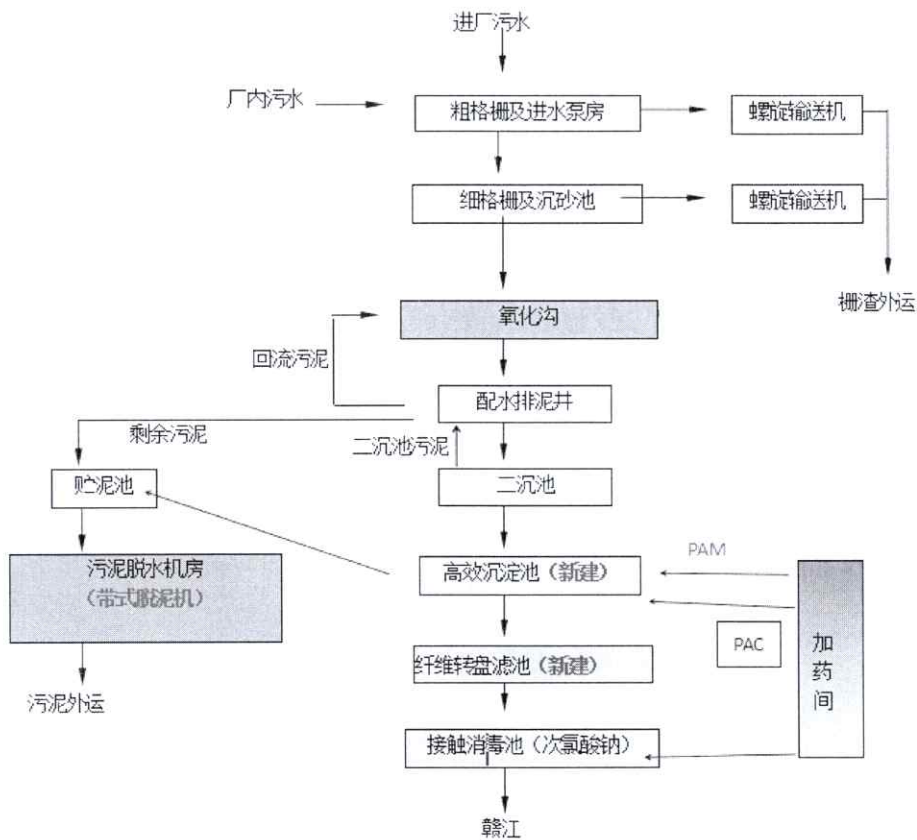 进厂污水
厂内污水
粗格栅及进水泵房
螺旋输送机
细格栅及沉砂池
螺旋输送机
栅渣外运
氧化沟
回流污泥
配水排泥井
剩余污泥
二沉池污泥
贮泥池
二沉池
PAM
污泥脱水机房
（带式脱泥机）
高效沉淀池（新建）
PAC
加药间
纤维转盘滤池（新建）
污泥外运
接触消毒池（次氯酸钠）
赣江